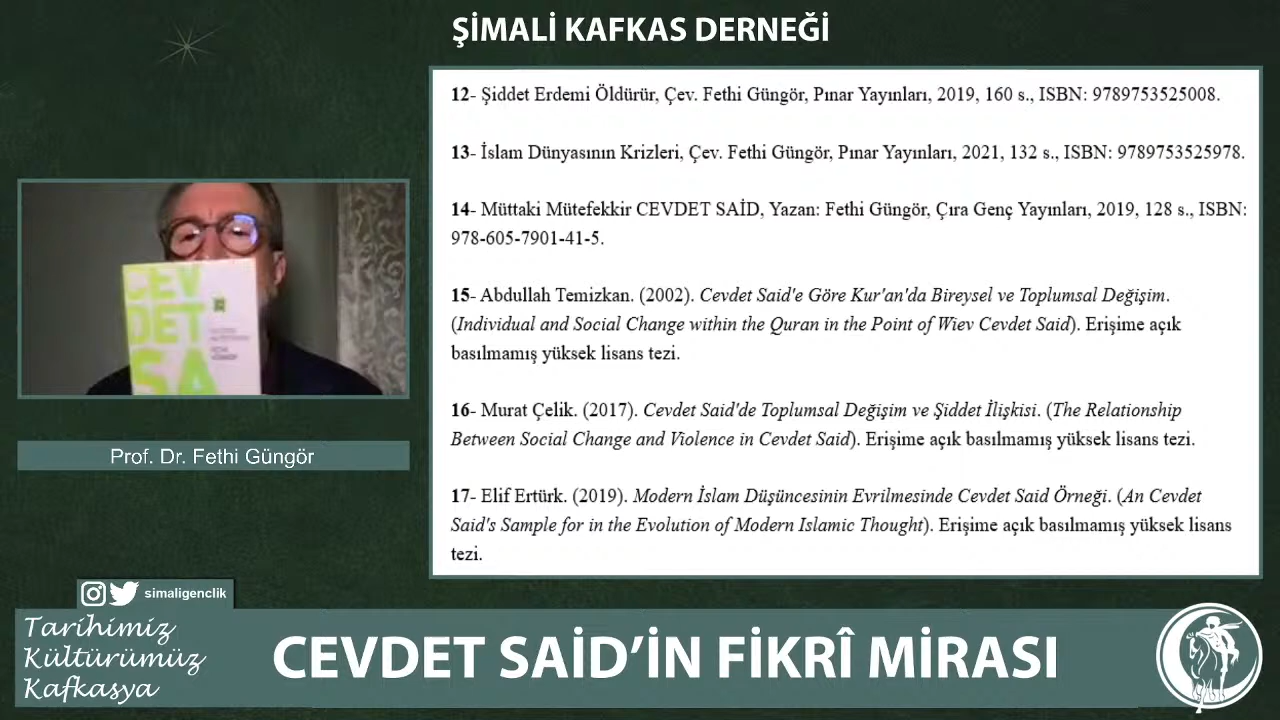 ŞİMALİ KAFKAS DERNEĞİ
12- Şiddet Erdemi Öldürür, Çev. Fethi Güngör, Pınar Yayınları, 2019, 160 s., ISBN: 9789753525008.
13- İslam Dünyasının Krizleri, Çev. Fethi Güngör, Pınar Yayınları, 2021, 132 s., ISBN: 9789753525978.
14- Müttaki Mütefekkir CEVDET SAİD, Yazan: Fethi Güngör, Çıra Genç Yayınları, 2019, 128 s., ISBN:
978-605-7901-41-5.
15- Abdullah Temizkan. (2002). Cevdet Said'e Göre Kur'an'da Bireysel ve Toplumsal Değişim.
(Individual and Social Change within the Quran in the Point of Wiev Cevdet Said). Erişime açık
basılmamış yüksek lisans tezi.
16- Murat Çelik. (2017). Cevdet Said'de Toplumsal Değişim ve Şiddet İlişkisi. (The Relationship
Between Social Change and Violence in Cevdet Said). Erişime açık basılmamış yüksek lisans tezi.
17- Elif Ertürk. (2019). Modern İslam Düşüncesinin Evrilmesinde Cevdet Said Örneği. (An Cevdet
Said's Sample for in the Evolution of Modern Islamic Thought). Erişime açık basılmamış yüksek lisans
tezi.
CEV
DET
SA
Prof. Dr. Fethi Güngör
simaligenclik
Tarihimiz
Kültürümüz
Kafkasya
CEVDET SAİD’İN FİKRÎ MİRASI